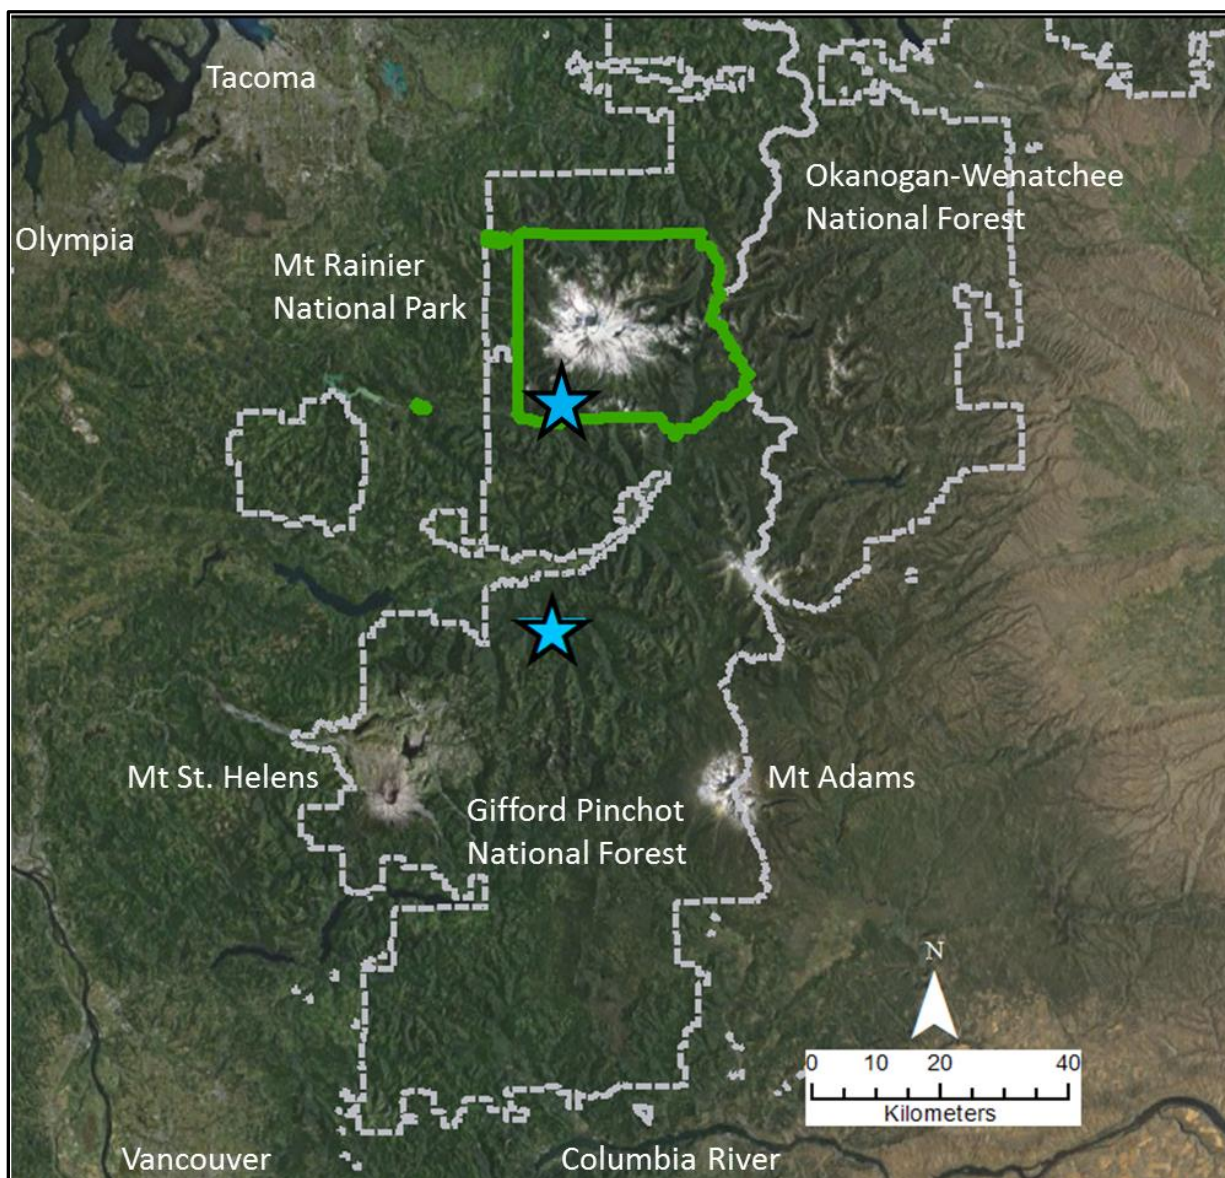 Tacoma
Okanogan-Wenatchee
National Forest
Olympia
Mt Rainier
National Park
Mt St. Helens
Mt Adams
Gifford Pinchot
National Forest
N
0 10 20 40
Kilometers
Vancouver
Columbia River